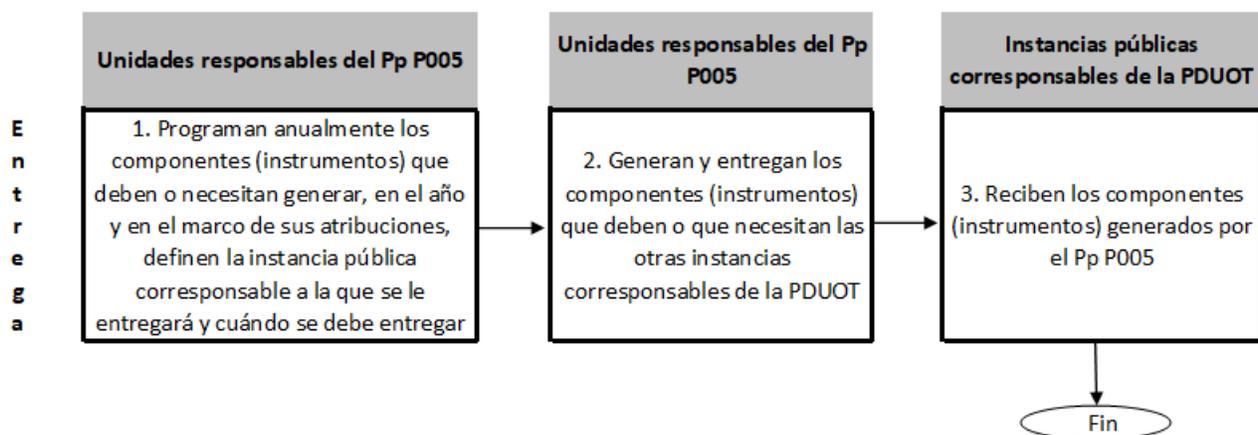 Unidades responsables del Pp P005
Unidades responsables del Pp
P005
Instancias públicas
corresponsables de la PDUOT
E
n
t
r
e
g
a
1. Programan anualmente los
componentes (instrumentos) que
deben o necesitan generar, en el año
y en el marco de sus atribuciones,
definen la instancia pública
corresponsable a la que se le
entregará y cuándo se debe entregar
2. Generan y entregan los
componentes (instrumentos)
que deben o que necesitan las
otras instancias
corresponsables de la PDUOT
3. Reciben los componentes
(instrumentos) generados por
el Pp P005
Fin